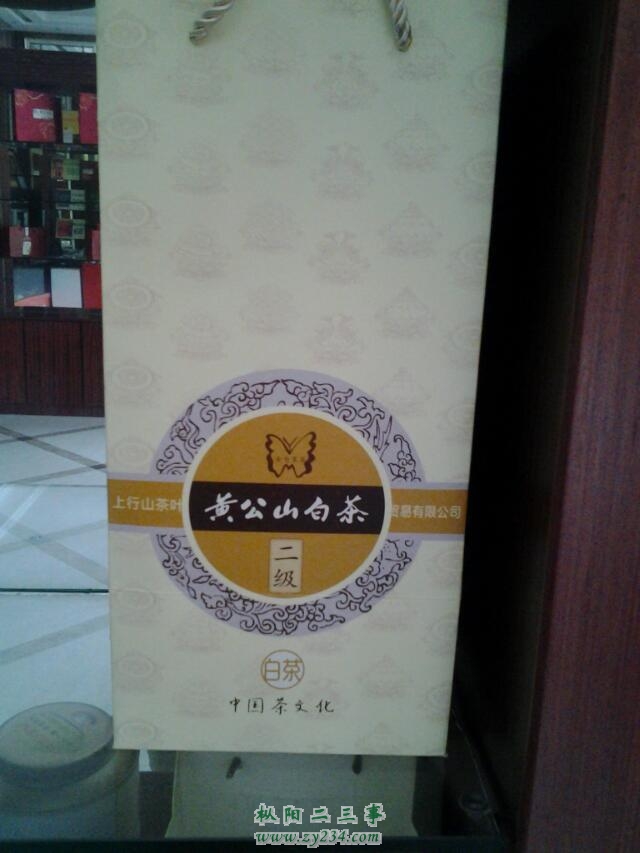 上行山茶叶
黄公山白茶
贸易有限公司
二级
白茶
中国茶文化
枞阳二三事
www.zy234.com